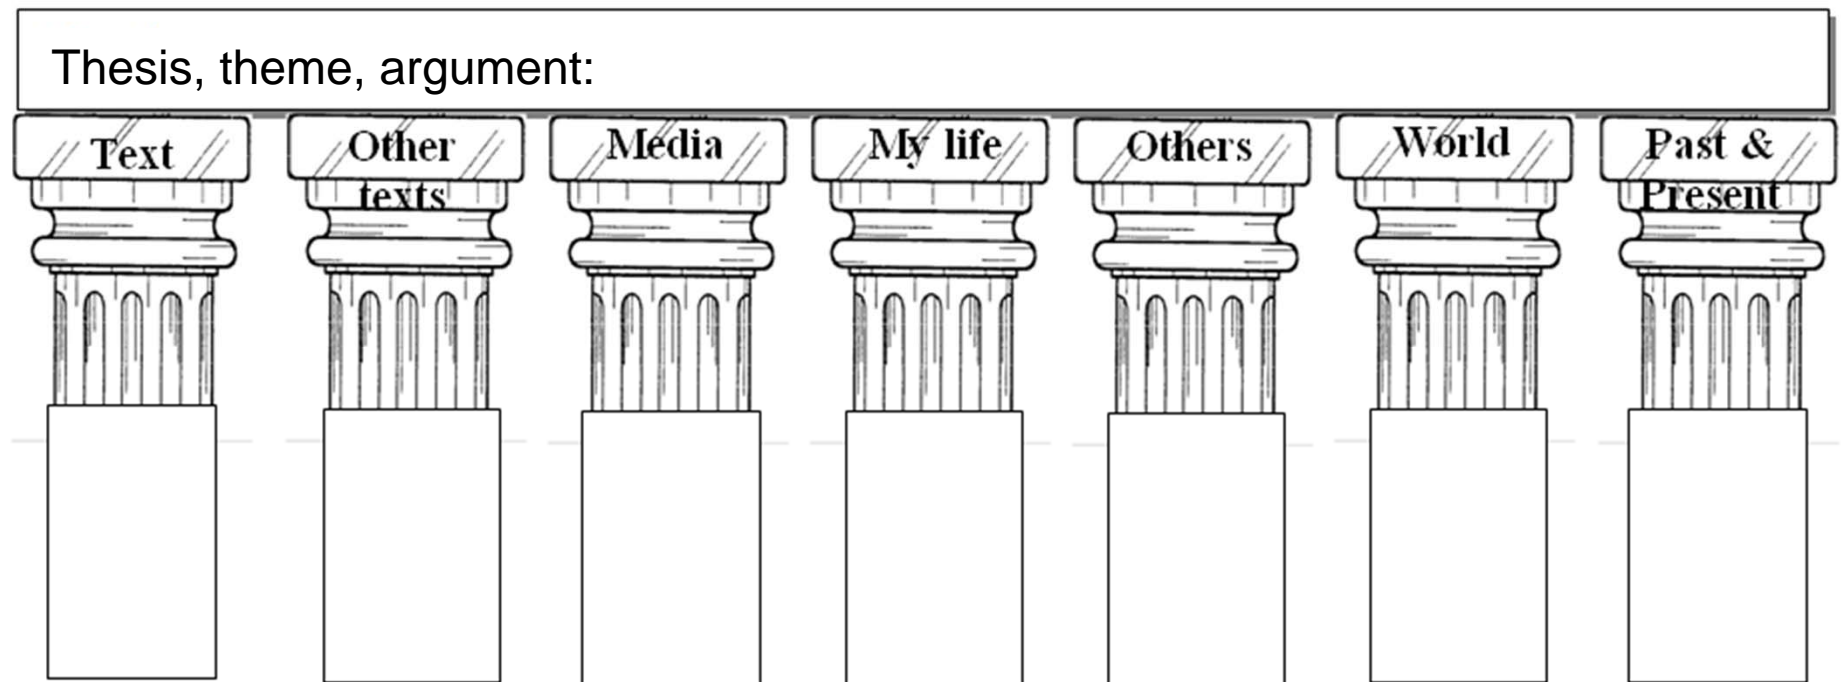 Thesis, theme, argument:
Text
Other
texts
Media
My life
Others
World
Past &
Present